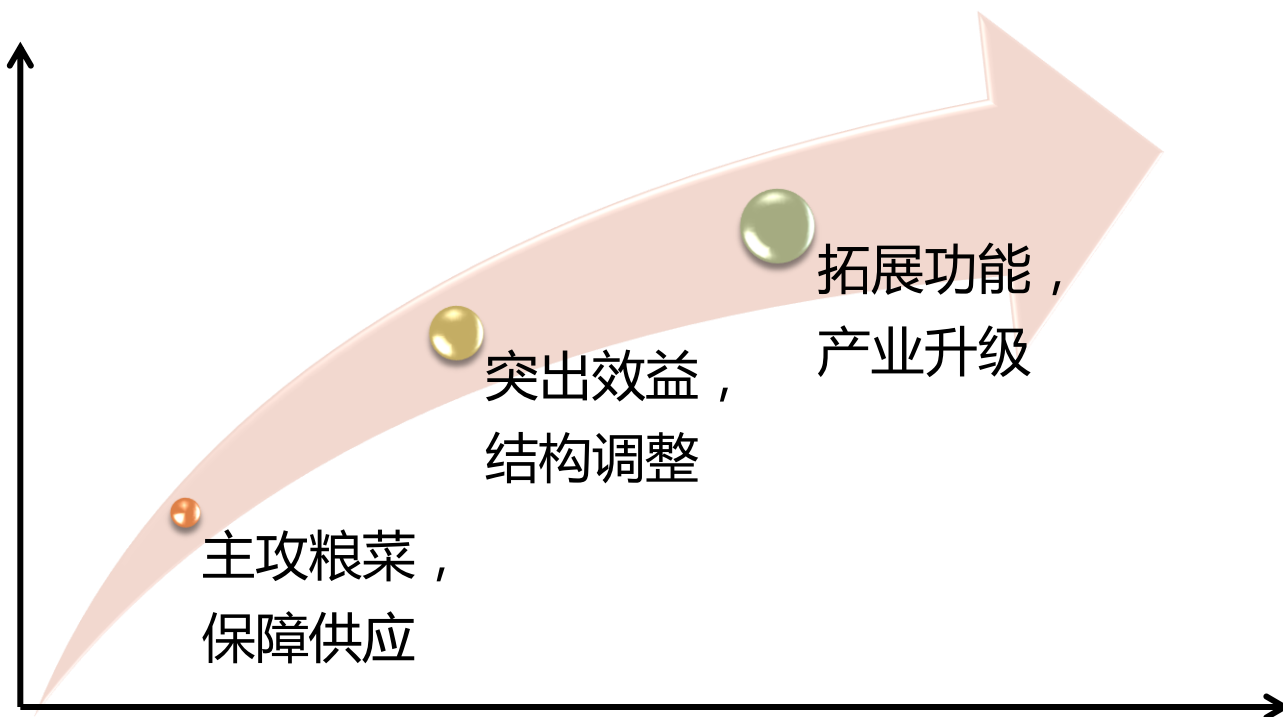 拓展功能，
产业升级
突出效益，
结构调整
主攻粮菜，
保障供应